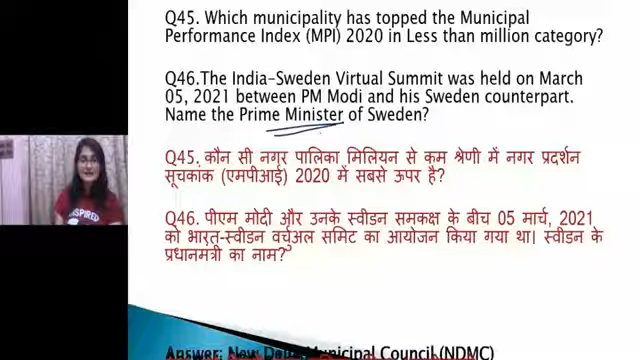 Q45. Which municipality has topped the Municipal
Performance Index (MPI) 2020 in Less than million category?
Q46.The India–Sweden Virtual Summit was held on March
05, 2021 between PM Modi and his Sweden counterpart.
Name the Prime Minister of Sweden?
Q45. कौन सी नगर पालिका मिलियन से कम श्रेणी में नगर प्रदर्शन
सूचकांक (एमपीआई) 2020 में सबसे ऊपर है?
Q46. पीएम मोदी और उनके स्वीडन समकक्ष के बीच 05 मार्च, 2021
को भारत-स्वीडन वर्चुअल समिट का आयोजन किया गया था। स्वीडन के
प्रधानमंत्री का नाम?
Answer: New Delhi Municipal Council (NDMC)